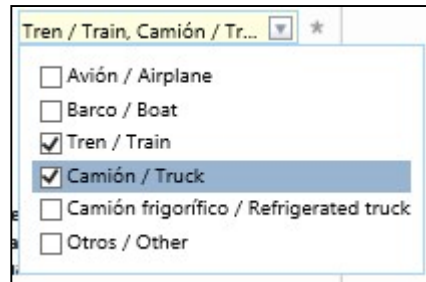 Tren / Train, Camión / Tr... *
Avión / Airplane
Barco / Boat
Tren / Train
Camión / Truck
Camión frigorífico / Refrigerated truck
Otros / Other